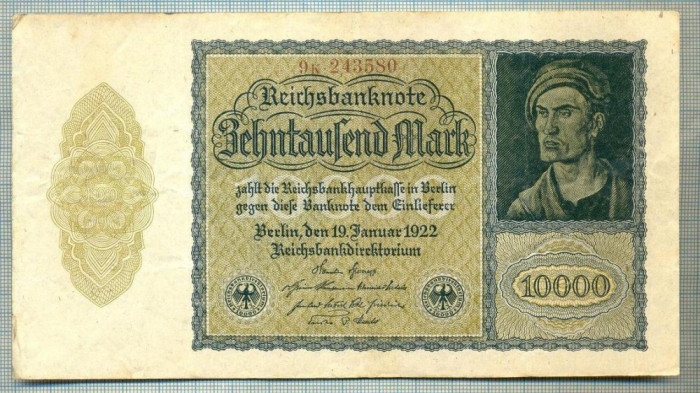 9K·243580
Reichsbanknote
Zehntausend Mark
zahlt die Reichsbankhauptkasse in Berlin
gegen diese Banknote dem Einlieferer
Berlin, den 19. Januar 1922
Reichsbankdirektorium
10000